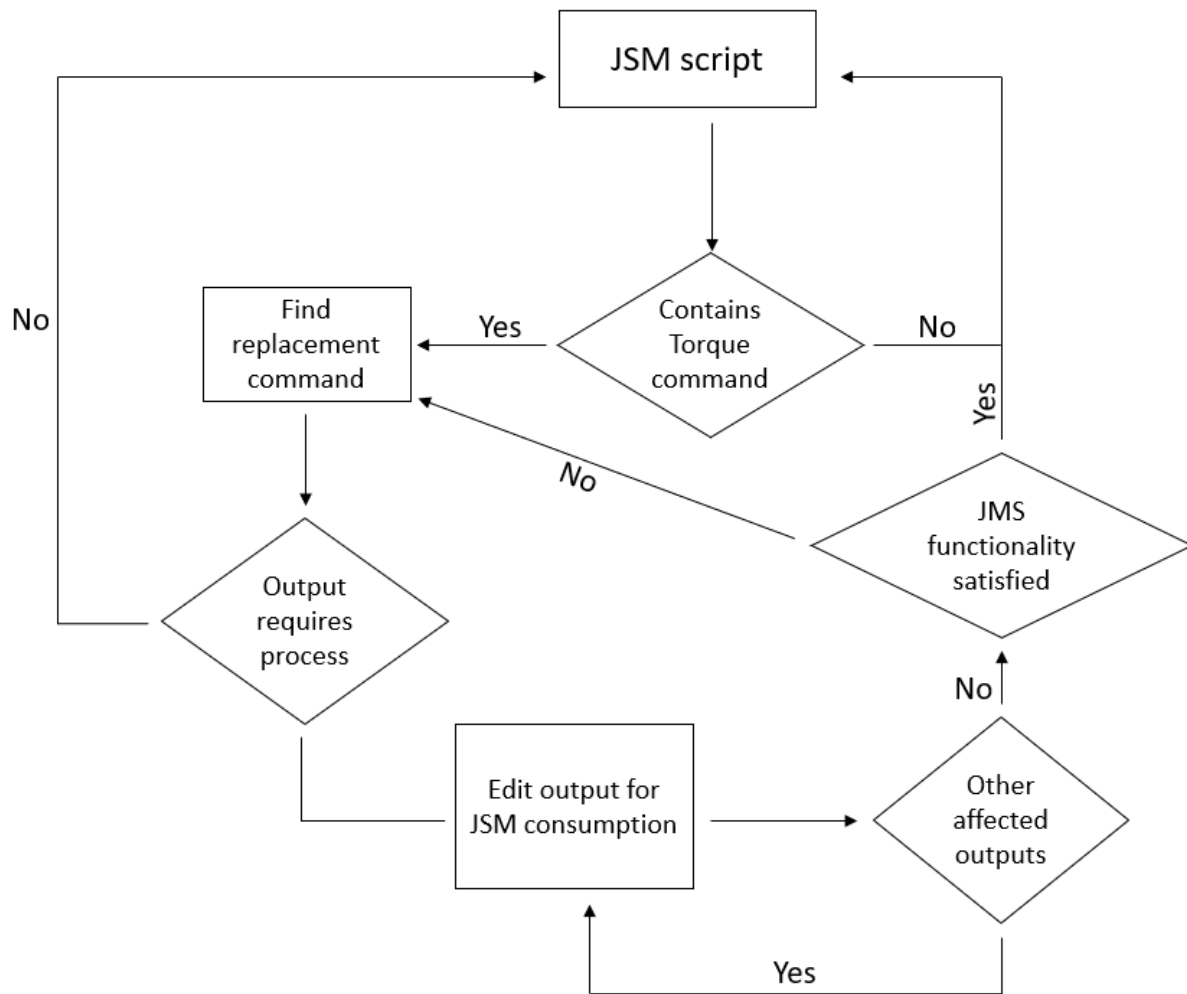 JSM script
No
Find
replacement
command
Yes
Contains
Torque
command
No
Yes
No
JMS
functionality
satisfied
Output
requires
process
No
Edit output for
JSM consumption
Other
affected
outputs
Yes